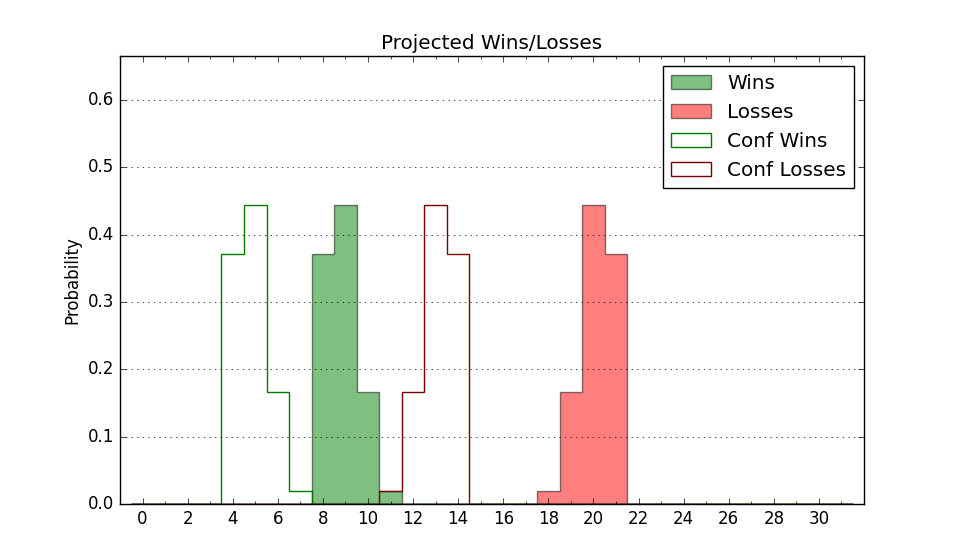 Projected Wins/Losses
Wins
Losses
Conf Wins
Conf Losses
Probability
0.6
0.5
0.4
0.3
0.2
0.1
0.0
0 2 4 6 8 10 12 14 16 18 20 22 24 26 28 30